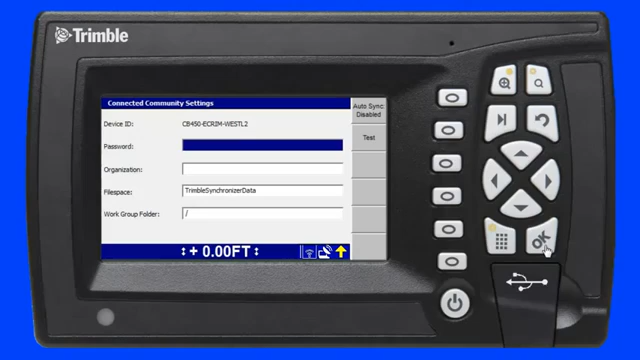 Trimble
Connected Community Settings
Auto Sync
Disabled
Device ID: CB450-ECRIM-WESTL2
Test
Password:
Organization:
Filespace: TrimbleSynchronizerData
Work Group Folder: /
+ 0.00FT
OK